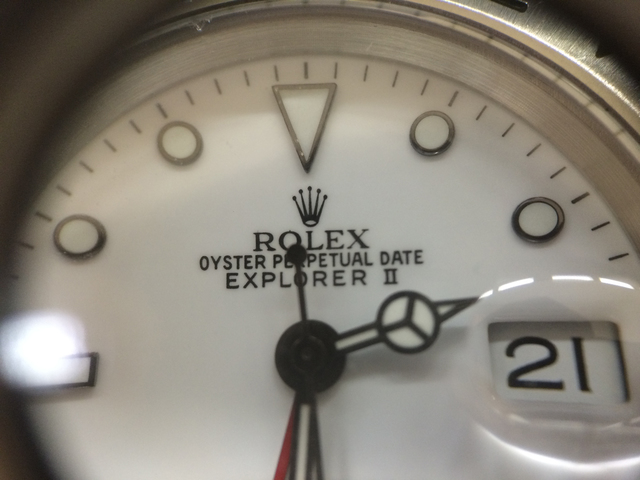 ROLEX
OYSTER PERPETUAL DATE
EXPLORER II
21